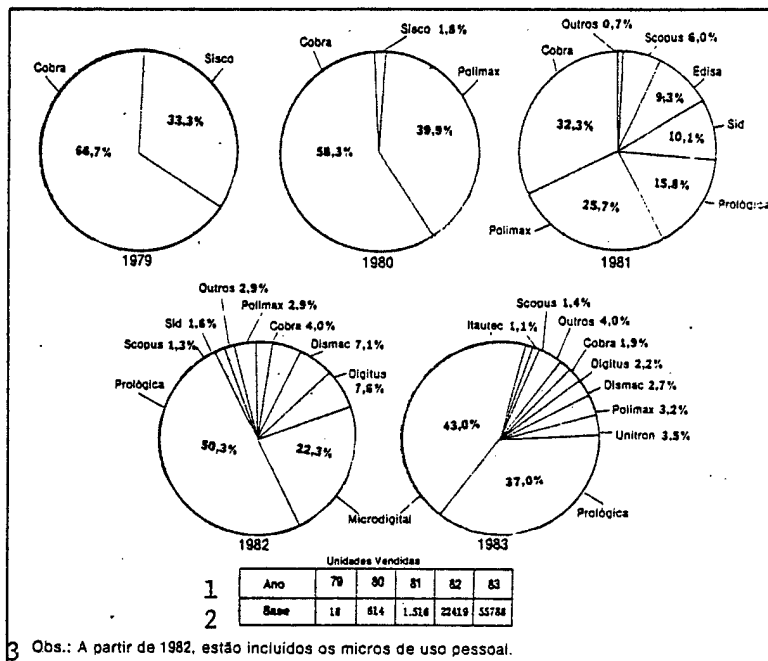 Cobra
Sisco
33,3%
66,7%
1979
Cobra
Sisco 1,8%
Polimax
39,9%
58,3%
1980
Outros 0,7%
Cobra
Scopus 6,0%
Edisa
9,3%
Sid
32,3%
10,1%
15,8%
25,7%
Prológica
Polimax
1981
Outros 2,9%
Polimax 2,9%
Sid 1,6%
Cobra 4,0%
Scopus 1,3%
Dismac 7,1%
Prológica
Digitus
7,6%
50,3%
22,3%
Microdigital
1982
Scopus 1,4%
Itautec 1,1%
Outros 4,0%
Cobra 1,9%
Digitus 2,2%
Dismac 2,7%
Polimax 3,2%
43,0%
Unitron 3,5%
37,0%
Prológica
1983
Unidades Vendidas
1 Ano 79 80 81 82 83
2 Base 18 614 1.516 22419 55788
3 Obs.: A partir de 1982, estão incluídos os micros de uso pessoal.